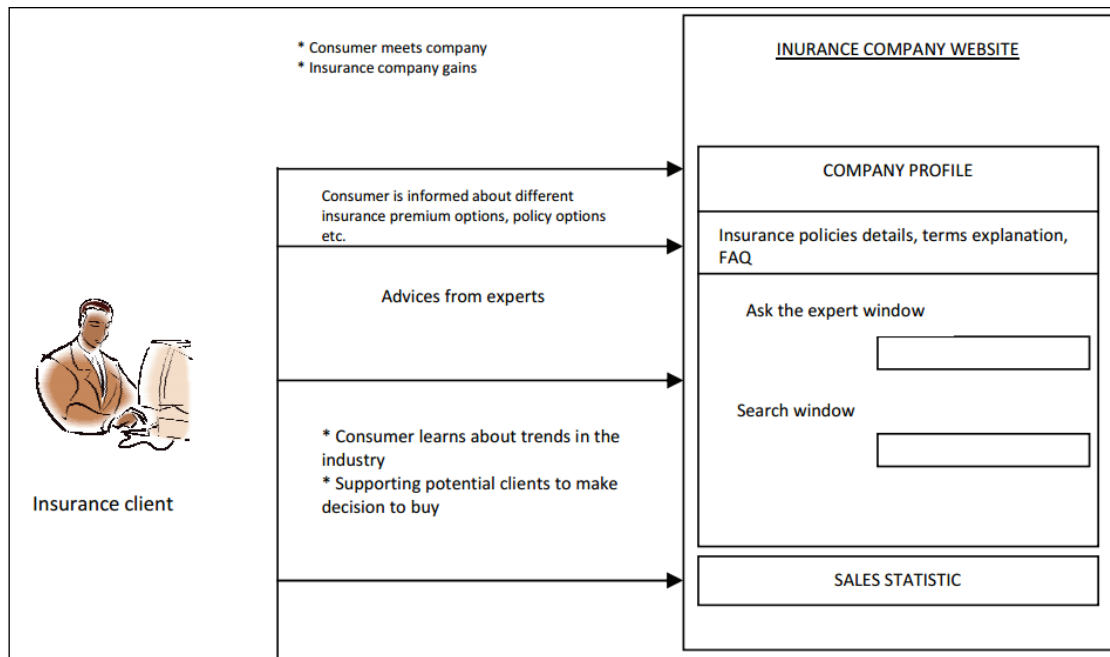 * Consumer meets company
* Insurance company gains
INURANCE COMPANY WEBSITE
COMPANY PROFILE
Consumer is informed about different
insurance premium options, policy options
etc.
Insurance policies details, terms explanation,
FAQ
Advices from experts
Ask the expert window
Search window
* Consumer learns about trends in the
industry
* Supporting potential clients to make
decision to buy
Insurance client
SALES STATISTIC